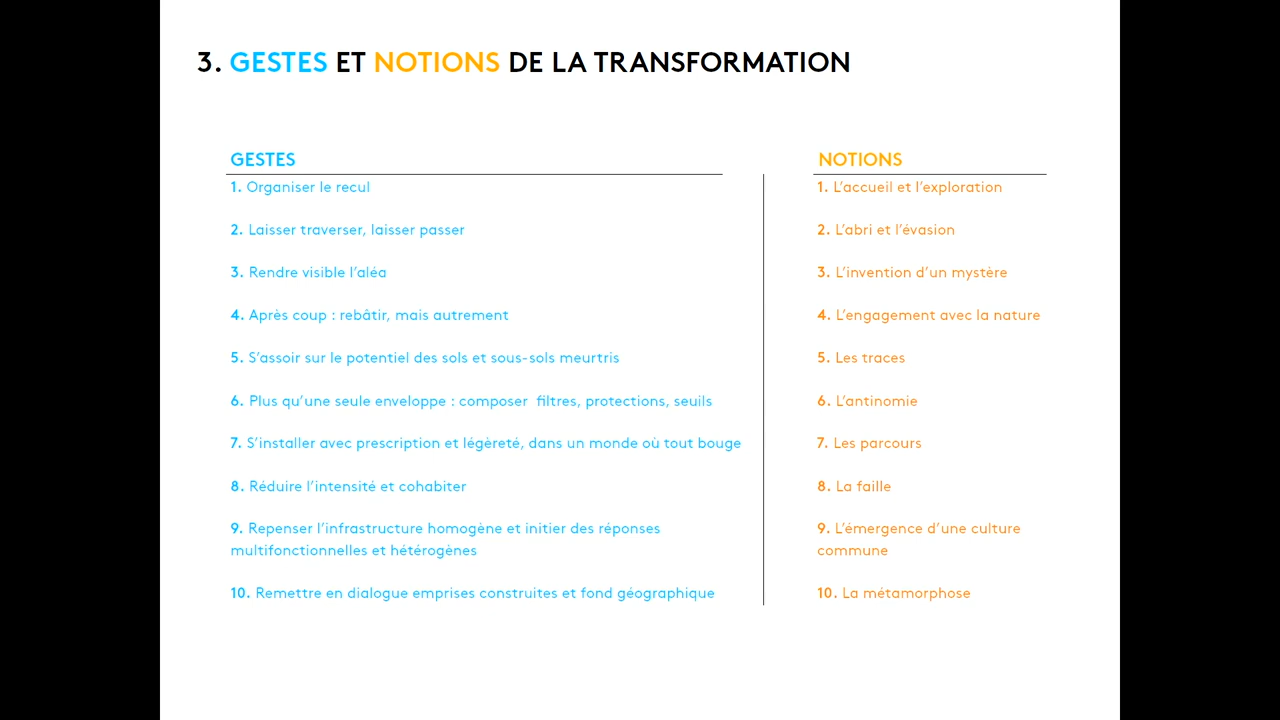 3. GESTES ET NOTIONS DE LA TRANSFORMATION
GESTES
1. Organiser le recul
2. Laisser traverser, laisser passer
3. Rendre visible l’aléa
4. Après coup : rebâtir, mais autrement
5. S’assoir sur le potentiel des sols et sous-sols meurtris
6. Plus qu’une seule enveloppe : composer  filtres, protections, seuils
7. S’installer avec prescription et légèreté, dans un monde où tout bouge
8. Réduire l’intensité et cohabiter
9. Repenser l’infrastructure homogène et initier des réponses
multifonctionnelles et hétérogènes
10. Remettre en dialogue emprises construites et fond géographique
NOTIONS
1. L’accueil et l’exploration
2. L’abri et l’évasion
3. L’invention d’un mystère
4. L’engagement avec la nature
5. Les traces
6. L’antinomie
7. Les parcours
8. La faille
9. L’émergence d’une culture
commune
10. La métamorphose